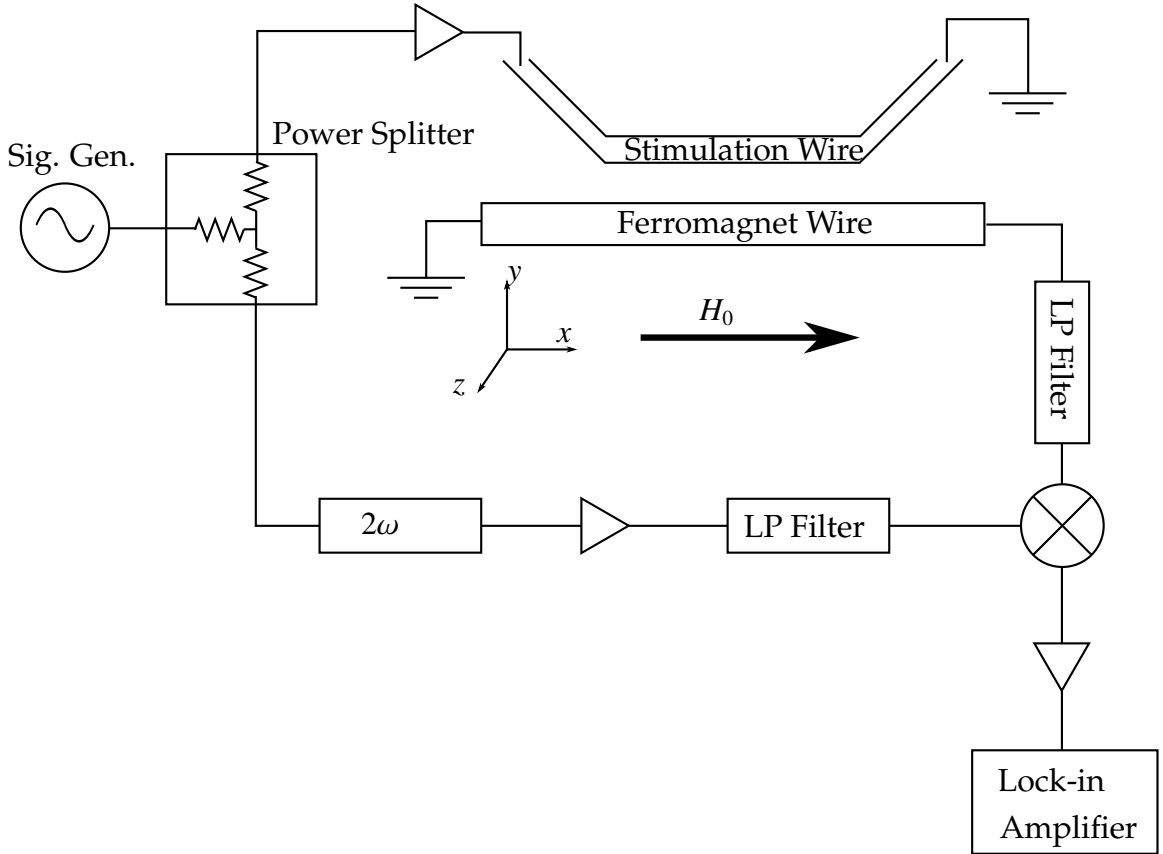 Sig. Gen.
Power Splitter
Stimulation Wire
Ferromagnet Wire
y
x
z
H₀
LP Filter
2ω
LP Filter
Lock-in
Amplifier